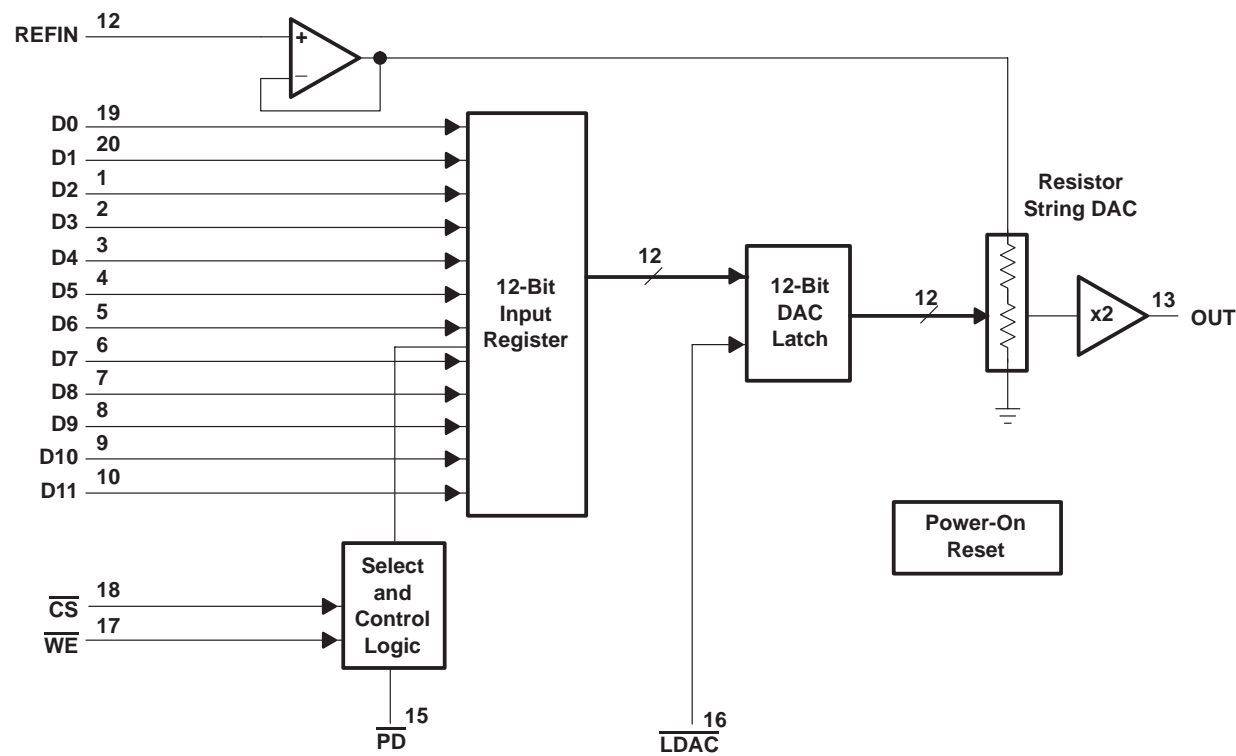 REFIN 12
+
−
D0 19
D1 20
D2 1
D3 2
D4 3
D5 4
D6 5
D7 6
D8 7
D9 8
D10 9
D11 10
12-Bit
Input
Register
12
12-Bit
DAC
Latch
12
Resistor
String DAC
x2
13
OUT
Power-On
Reset
Select
and
Control
Logic
CS 18
WE 17
PD 15
LDAC 16